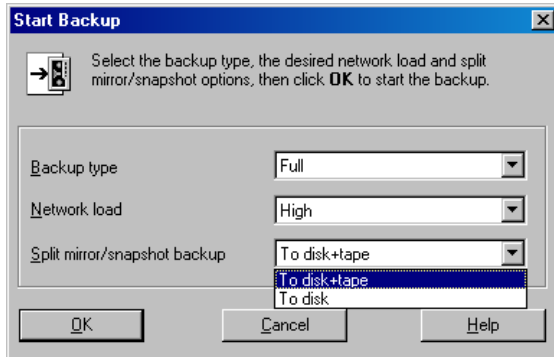 Start Backup
Select the backup type, the desired network load and split
mirror/snapshot options, then click OK to start the backup.
Backup type
Full
Network load
High
Split mirror/snapshot backup
To disk+tape
To disk+tape
To disk
OK
Cancel
Help